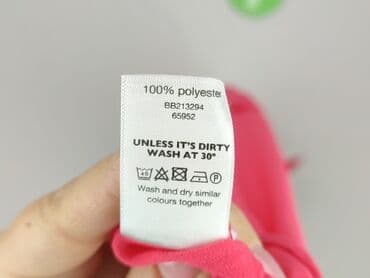 100% polyester
BB213294
65952
UNLESS IT'S DIRTY
WASH AT 30°
Wash and dry similar
colours together